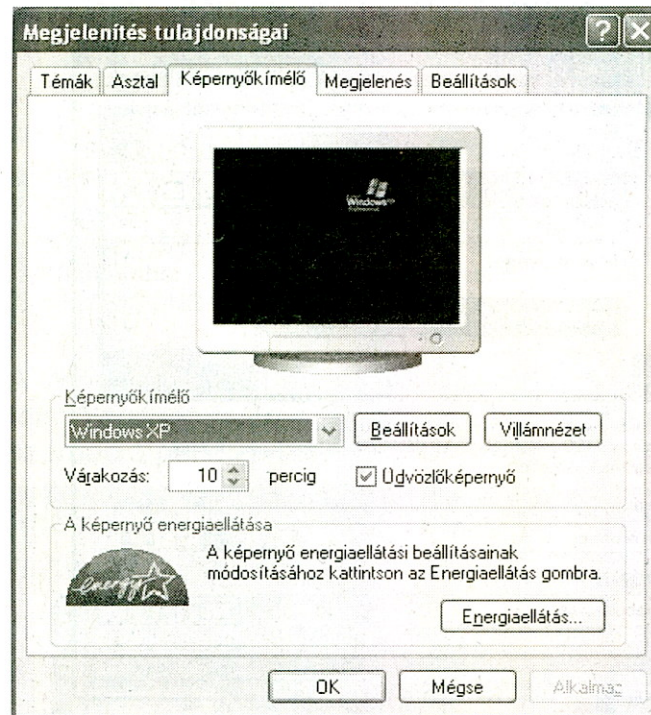 Megjelenítés tulajdonságai
Témák Asztal Képernyőkímélő Megjelenés Beállítások
Windows XP
Képernyőkímélő
Windows XP Beállítások Villámnézet
Várakozás: 10 percig Üdvözlőképernyő
A képernyő energiaellátása
energy
A képernyő energiaellátási beállításainak
módosításához kattintson az Energiaellátás gombra.
Energiaellátás...
OK Mégse Alkalmaz